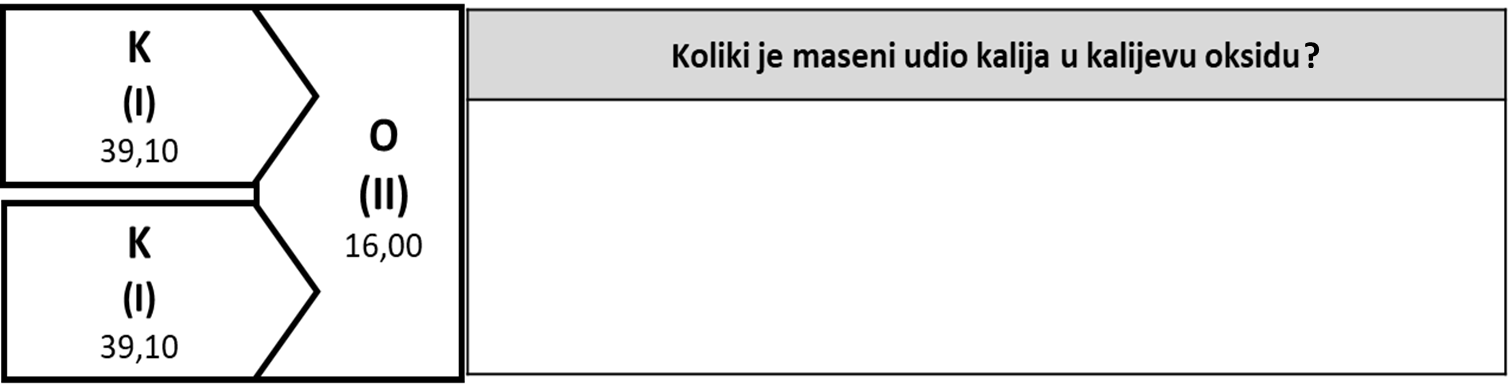 K
(I)
39,10
K
(I)
39,10
O
(II)
16,00
Koliki je maseni udio kalija u kalijevu oksidu?